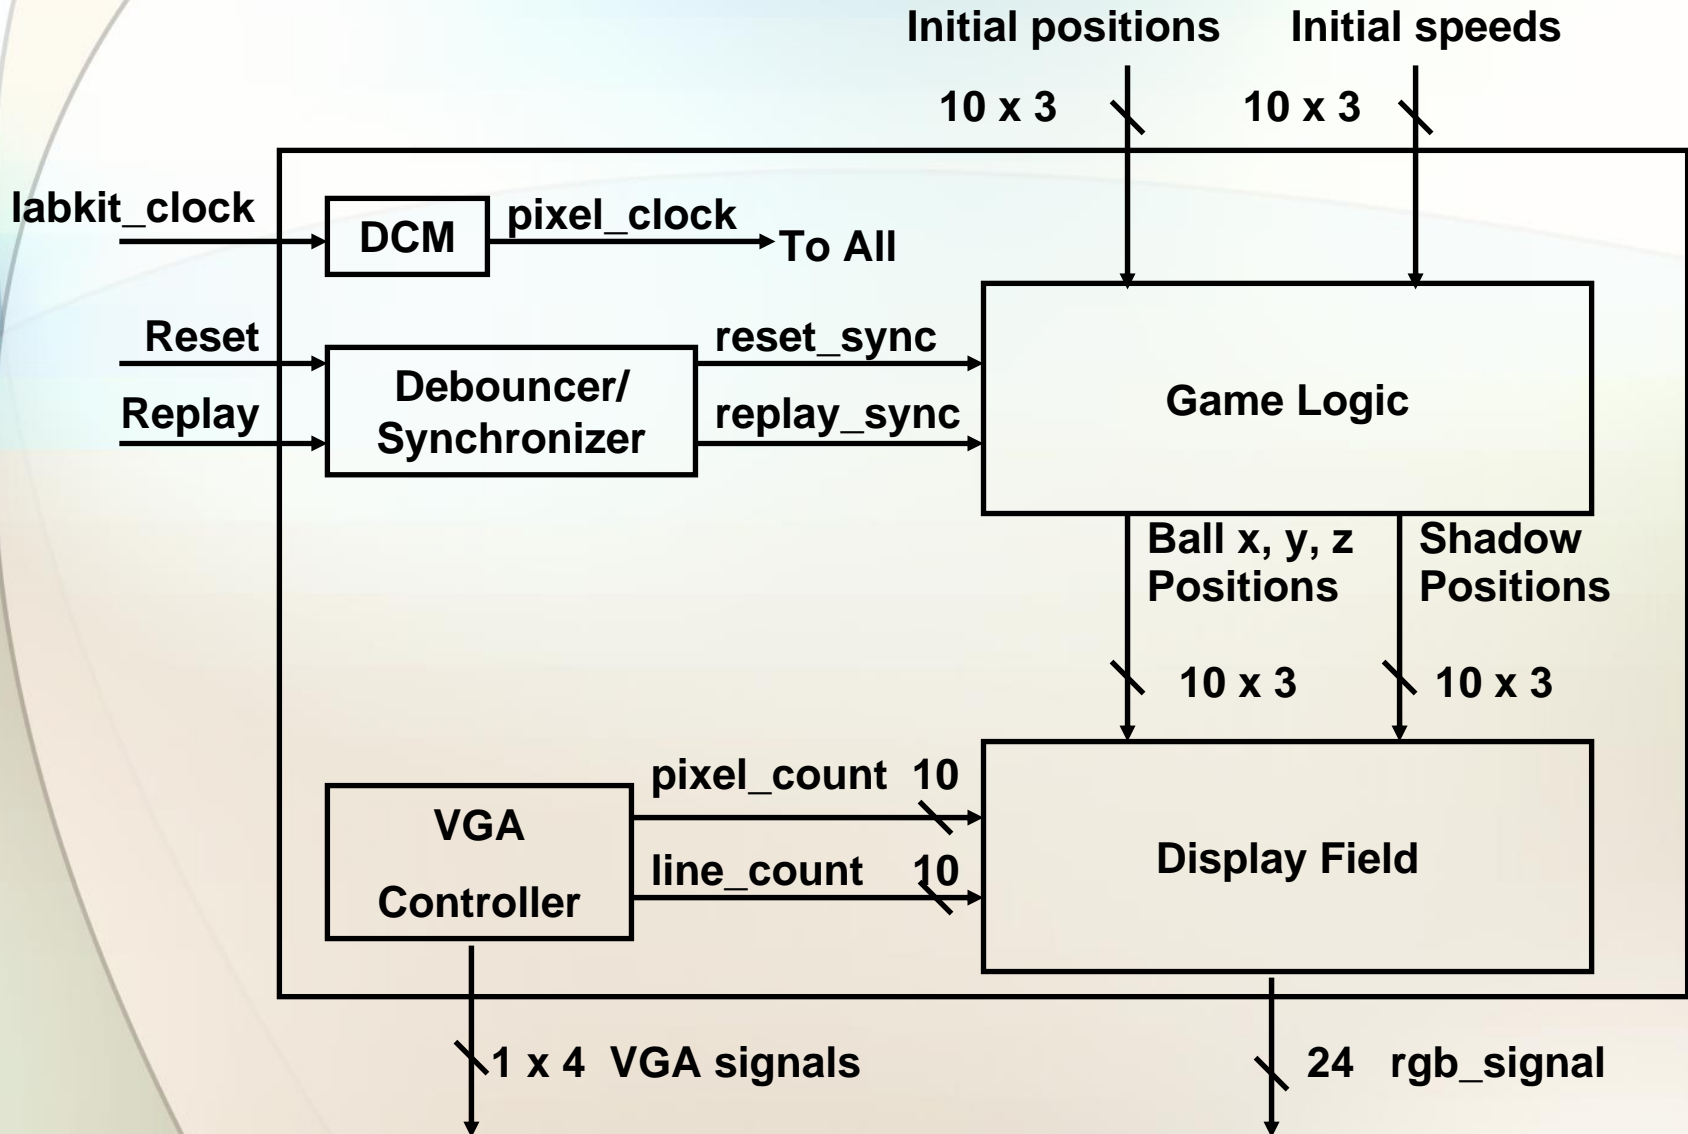 Initial positions
Initial speeds
10 x 3
10 x 3
labkit_clock
DCM
pixel_clock
To All
Reset
reset_sync
Debouncer/
Synchronizer
Replay
replay_sync
Game Logic
Ball x, y, z
Positions
Shadow
Positions
10 x 3
10 x 3
pixel_count 10
VGA
Controller
line_count 10
Display Field
1 x 4 VGA signals
24 rgb_signal